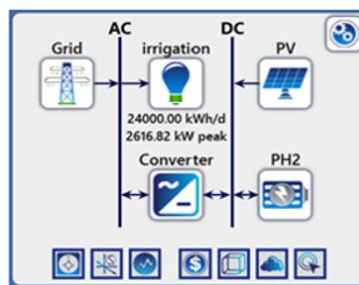 AC DC
Grid irrigation PV
24000.00 kWh/d
2616.82 kW peak
Converter PH2